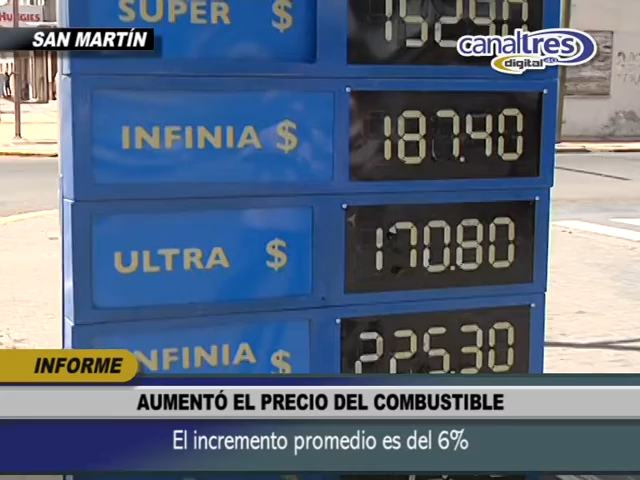 HUGGIES
SAN MARTÍN
SUPER $
canaltres
digital
INFINIA $ 187.40
ULTRA $ 170.80
INFINIA $ 225.30
INFORME
AUMENTÓ EL PRECIO DEL COMBUSTIBLE
El incremento promedio es del 6%